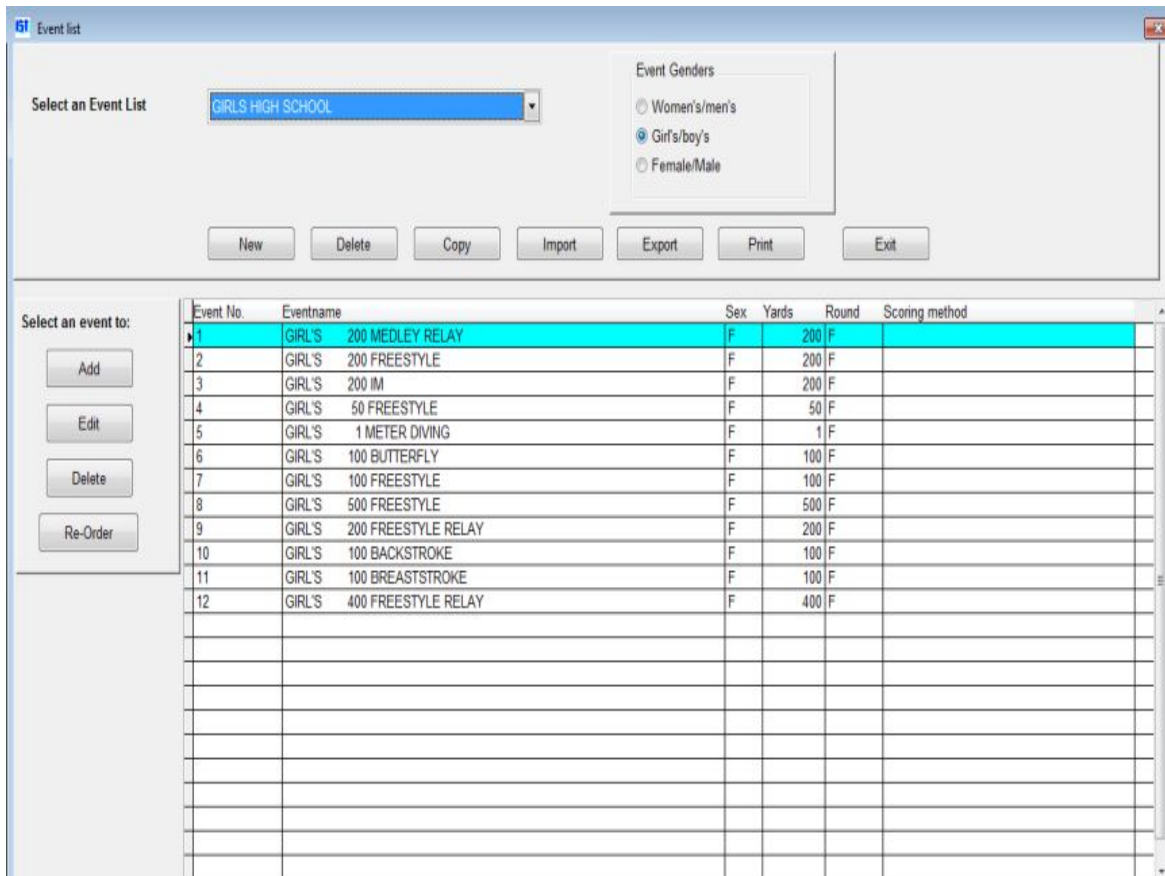 IST Event list
Event Genders
Select an Event List GIRLS HIGH SCHOOL
Women's/men's
Girl's/boy's
Female/Male
New Delete Copy Import Export Print Exit
Select an event to:
Add
Edit
Delete
Re-Order
Event No. Eventname Sex Yards Round Scoring method
1 GIRL'S 200 MEDLEY RELAY F 200 F
2 GIRL'S 200 FREESTYLE F 200 F
3 GIRL'S 200 IM F 200 F
4 GIRL'S 50 FREESTYLE F 50 F
5 GIRL'S 1 METER DIVING F 1 F
6 GIRL'S 100 BUTTERFLY F 100 F
7 GIRL'S 100 FREESTYLE F 100 F
8 GIRL'S 500 FREESTYLE F 500 F
9 GIRL'S 200 FREESTYLE RELAY F 200 F
10 GIRL'S 100 BACKSTROKE F 100 F
11 GIRL'S 100 BREASTSTROKE F 100 F
12 GIRL'S 400 FREESTYLE RELAY F 400 F